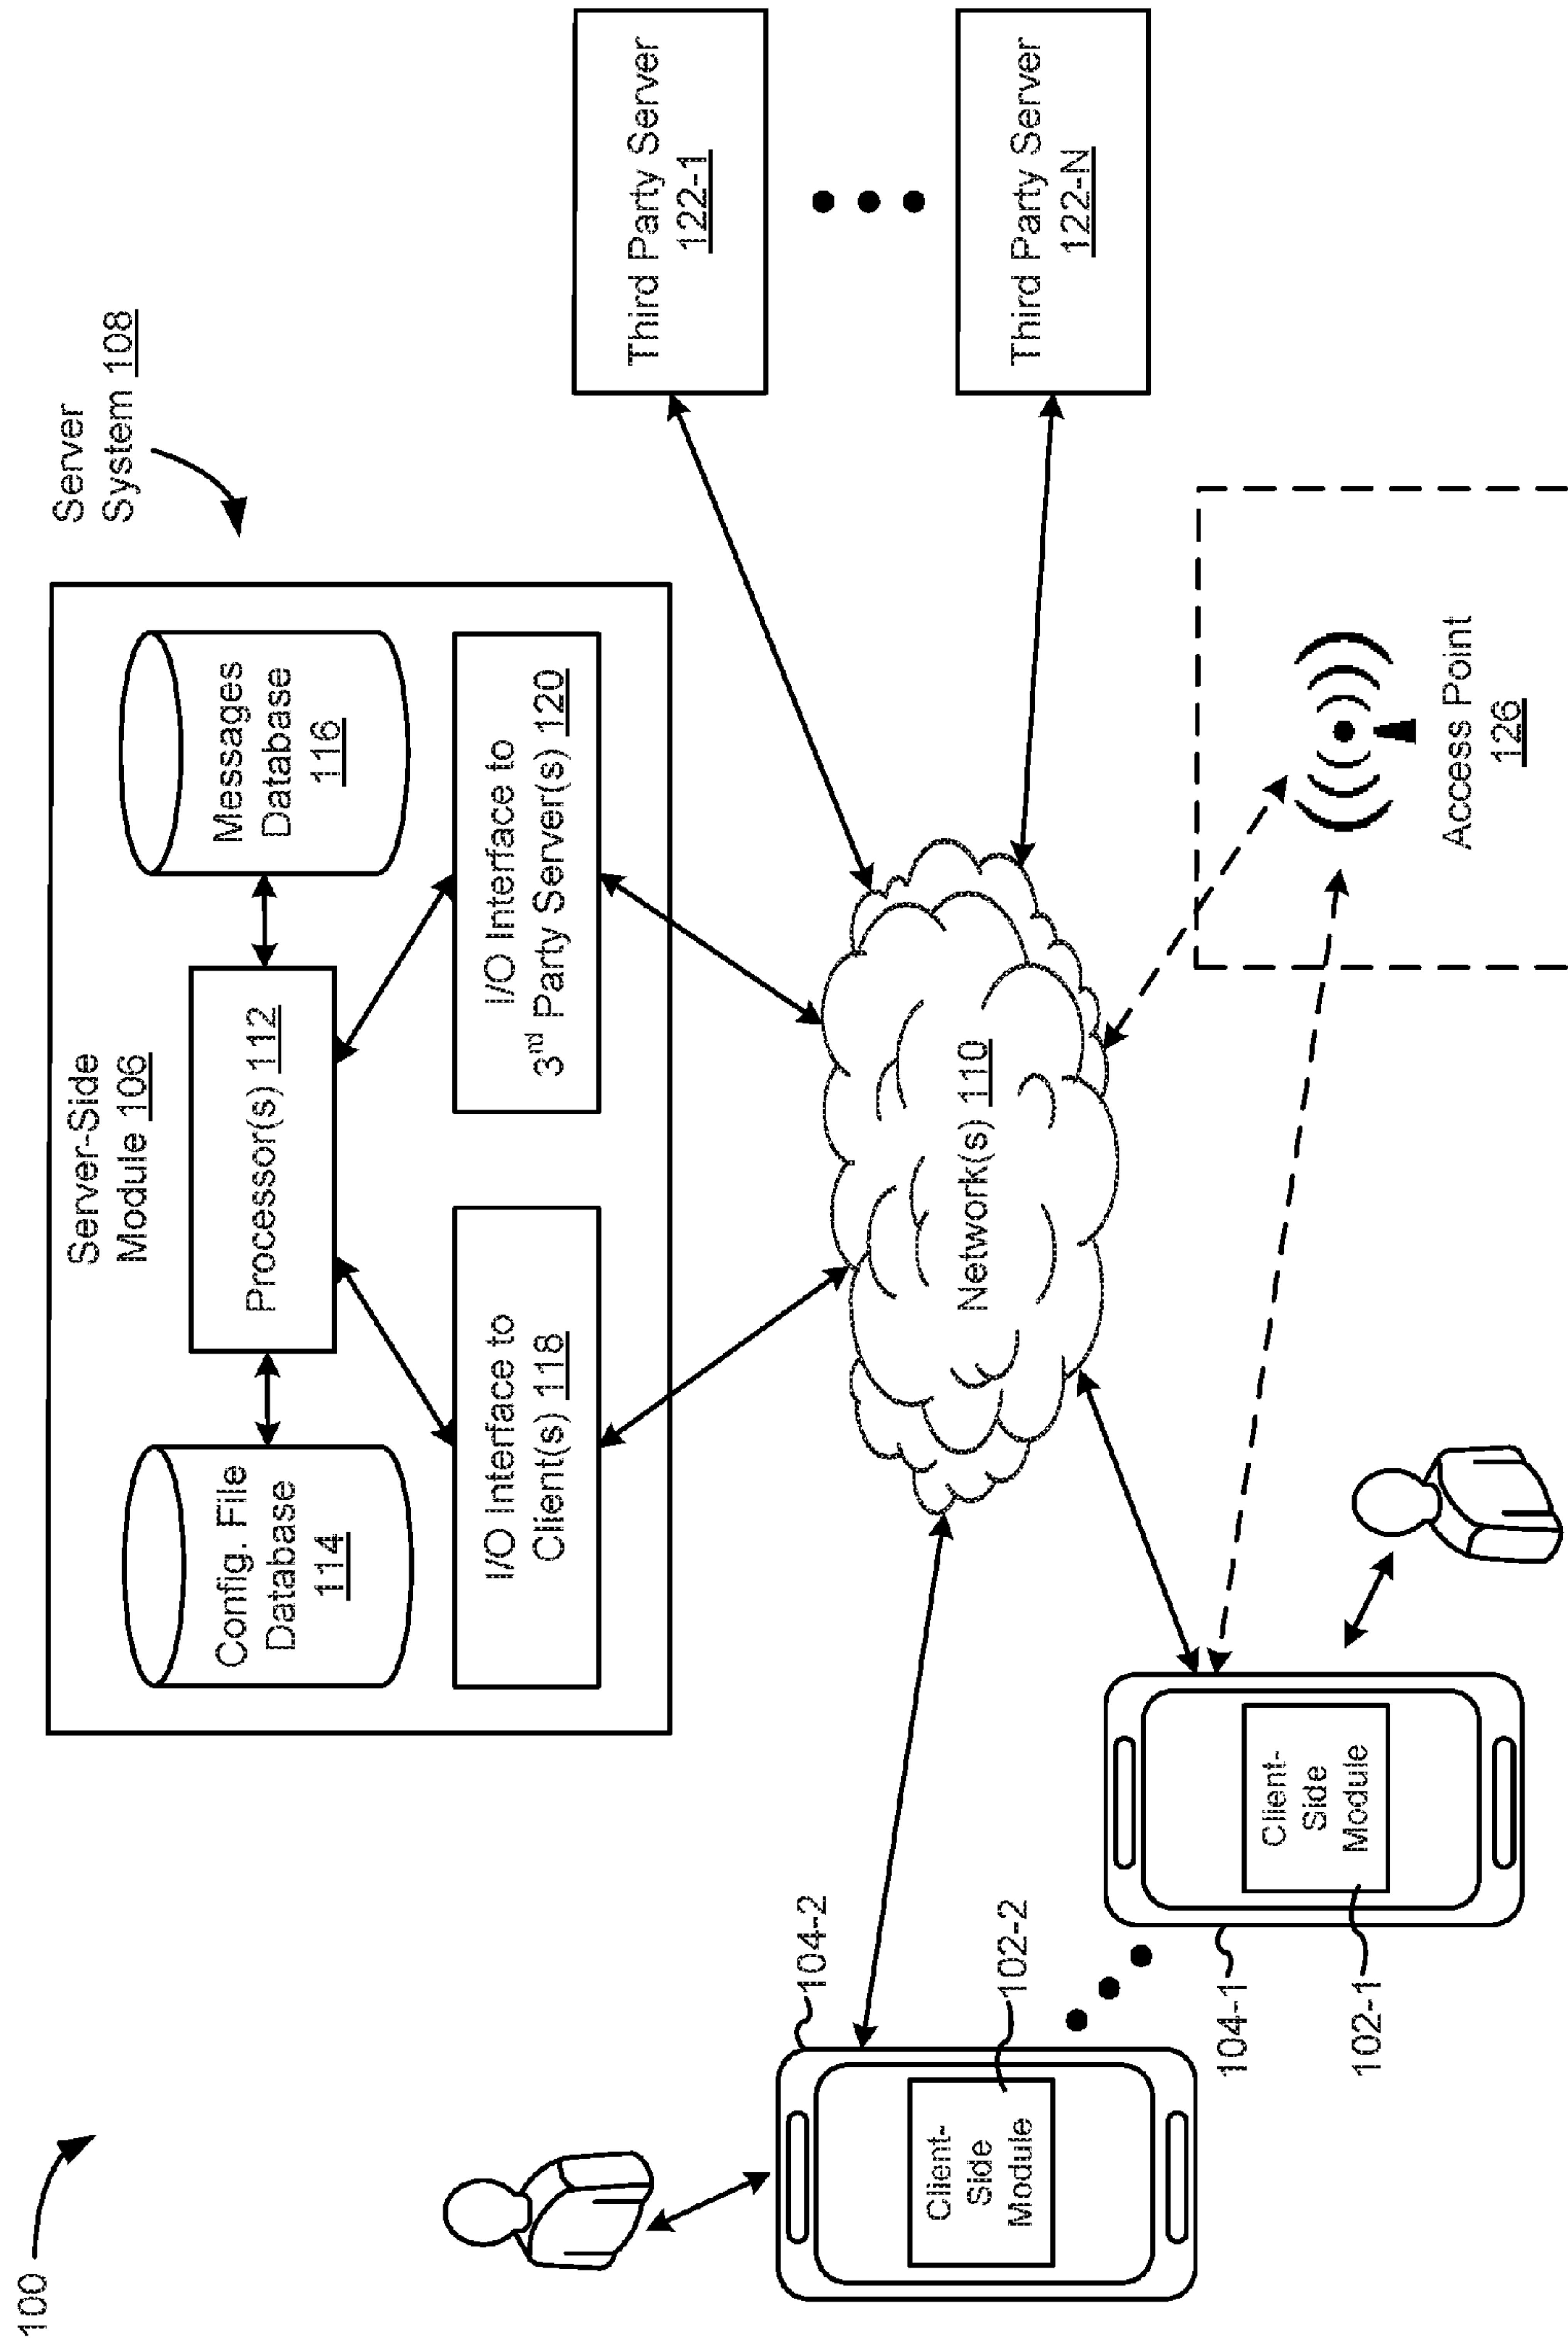 100
Server
System 108
Server-Side
Module 106
Config. File
Database
114
Processor(s) 112
Messages
Database
116
I/O Interface to
Client(s) 118
I/O Interface to
3rd Party Server(s) 120
Third Party Server
122-1
Third Party Server
122-N
Network(s) 110
104-2
Client-
Side
Module
102-2
104-1
Client-
Side
Module
102-1
Access Point
126